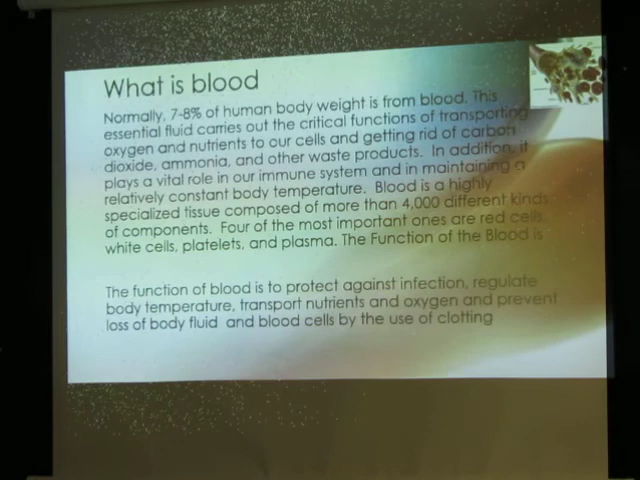 What is blood
Normally, 7-8% of human body weight is from blood. This
essential fluid carries out the critical functions of transporting
oxygen and nutrients to our cells and getting rid of carbon
dioxide, ammonia, and other waste products.  In addition, it
plays a vital role in our immune system and in maintaining a
relatively constant body temperature.  Blood is a highly
specialized tissue composed of more than 4,000 different kinds
of components.  Four of the most important ones are red cells,
white cells, platelets, and plasma. The Function of the Blood is
The function of blood is to protect against infection, regulate
body temperature, transport nutrients and oxygen and prevent
loss of body fluid  and blood cells by the use of clotting